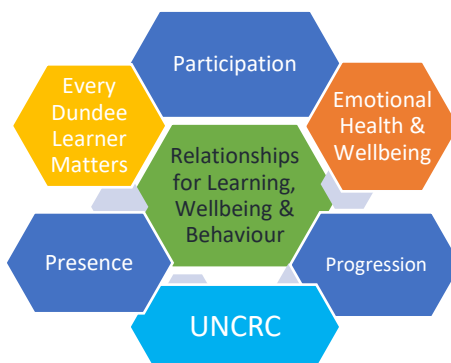 Participation
Every
Dundee
Learner
Matters
Emotional
Health &
Wellbeing
Relationships
for Learning,
Wellbeing &
Behaviour
Presence
Progression
UNCRC